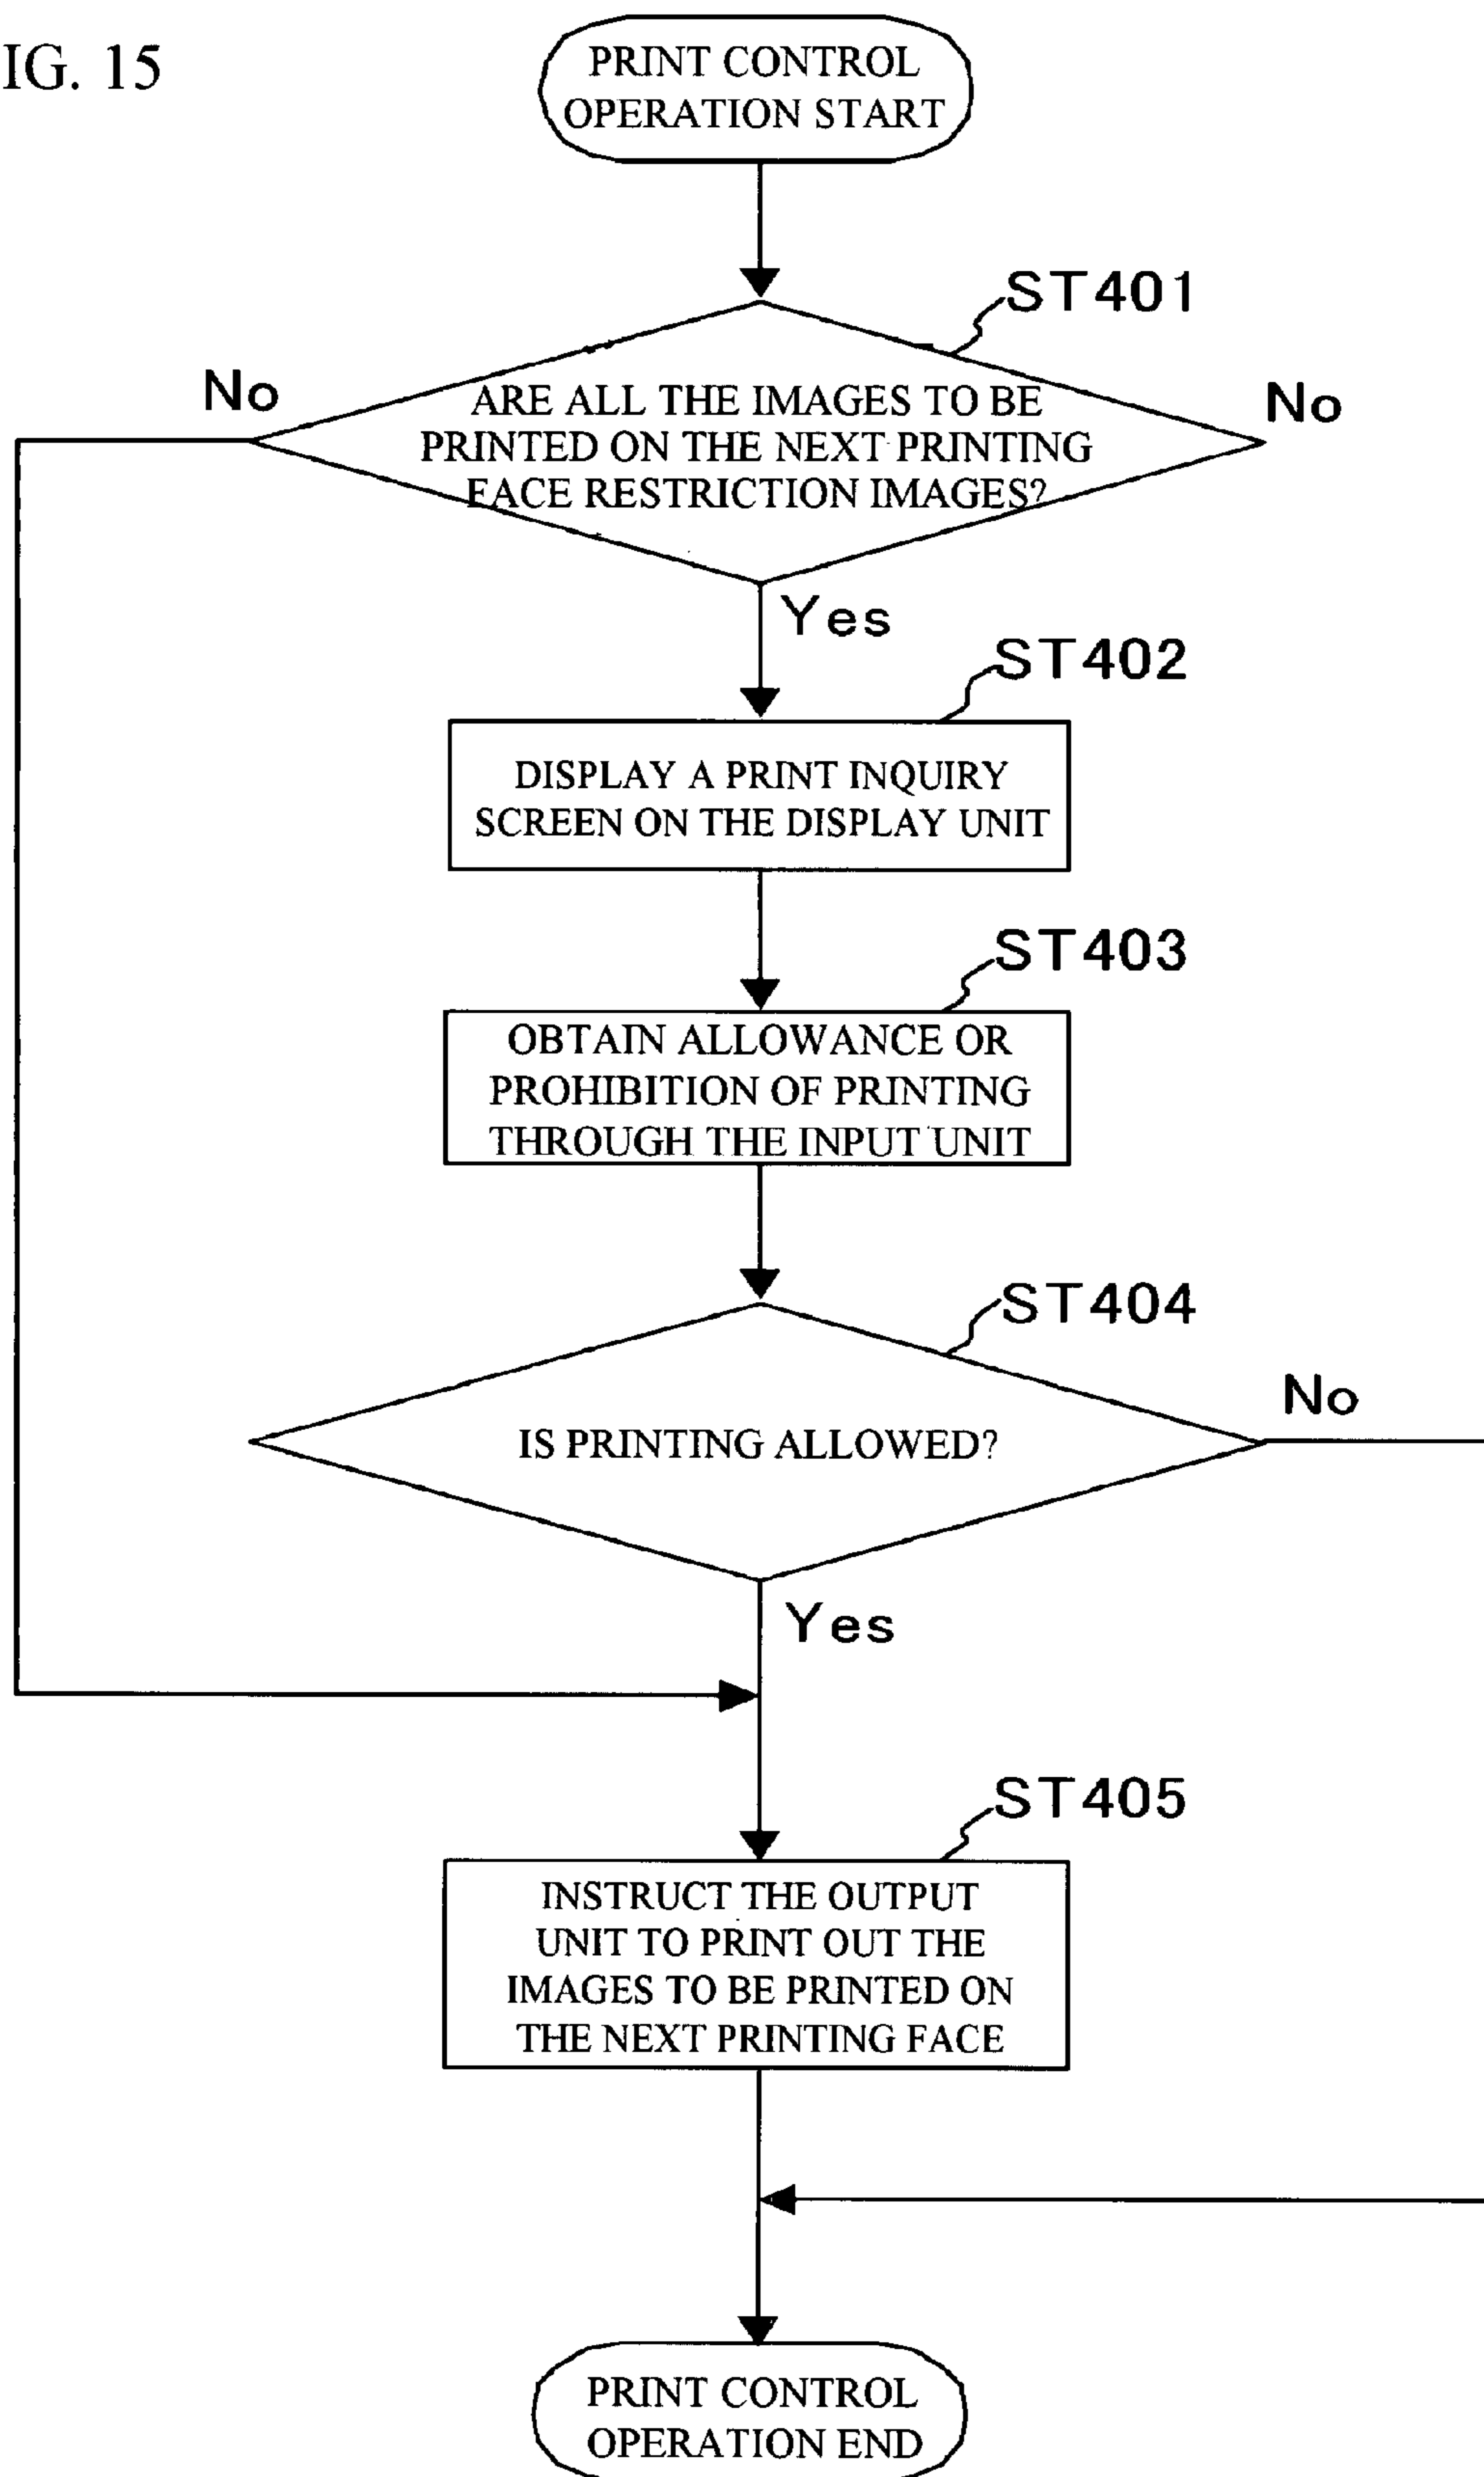 IG. 15
PRINT CONTROL
OPERATION START
ST401
No
ARE ALL THE IMAGES TO BE
PRINTED ON THE NEXT PRINTING
FACE RESTRICTION IMAGES?
No
Yes
ST402
DISPLAY A PRINT INQUIRY
SCREEN ON THE DISPLAY UNIT
ST403
OBTAIN ALLOWANCE OR
PROHIBITION OF PRINTING
THROUGH THE INPUT UNIT
ST404
No
IS PRINTING ALLOWED?
Yes
ST405
INSTRUCT THE OUTPUT
UNIT TO PRINT OUT THE
IMAGES TO BE PRINTED ON
THE NEXT PRINTING FACE
PRINT CONTROL
OPERATION END